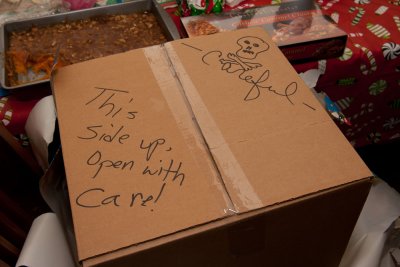 This
Side up,
Open with
Care!
- Careful -